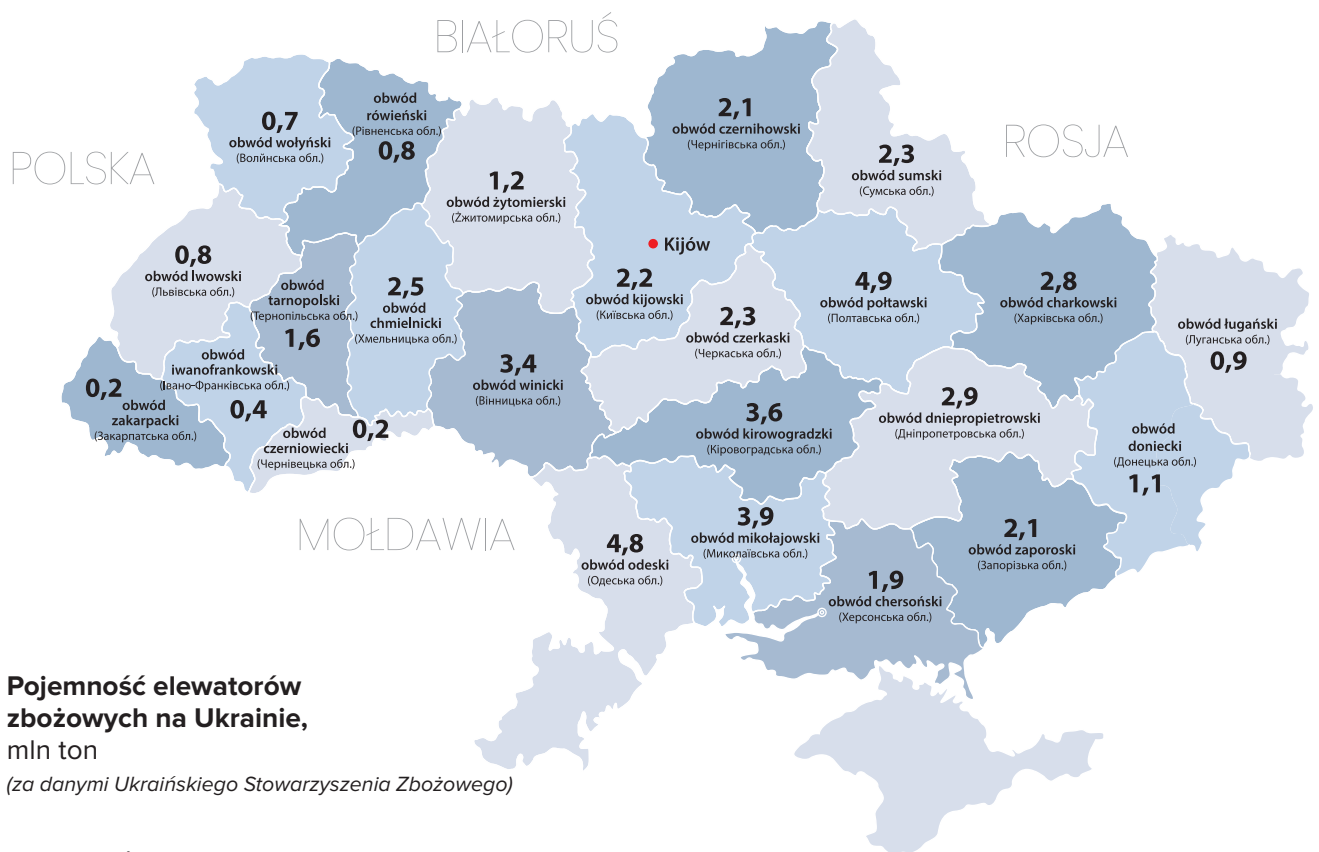 BIAŁORUŚ
POLSKA
ROSJA
MOŁDAWIA
0,7
obwód wołyński
(Волйнська обл.)
obwód
rówieński
(Рівненська обл.)
0,8
1,2
obwód żytomierski
(Жжитомирська обл.)
2,1
obwód czernihowski
(Чернігівська обл.)
2,3
obwód sumski
(Сумська обл.)
Kijów
2,2
obwód kijowski
(Київська обл.)
0,8
obwód lwowski
(Львівська обл.)
obwód
tarnopolski
(Тернопільська обл.)
1,6
2,5
obwód
chmielnicki
(Хмельницька обл.)
2,3
obwód czerkaski
(Черкаська обл.)
4,9
obwód połtawski
(Полтавська обл.)
2,8
obwód charkowski
(Харківська обл.)
obwód ługański
(Луганська обл.)
0,9
0,2
obwód
zakarpacki
(Закарпатська обл.)
obwód
iwanofrankowski
(Івано-Франківська обл.)
0,4
obwód
czerniowiecki
(Чернівецька обл.)
0,2
3,4
obwód winicki
(Вінницька обл.)
3,6
obwód kirowogradzki
(Кіровоградська обл.)
2,9
obwód dniepropietrowski
(Дніпропетровська обл.)
obwód
doniecki
(Донецька обл.)
1,1
4,8
obwód odeski
(Одеська обл.)
3,9
obwód mikołajowski
(Миколаївська обл.)
1,9
obwód chersoński
(Херсонська обл.)
2,1
obwód zaporoski
(Запорізька обл.)
Pojemność elewatorów
zbożowych na Ukrainie,
mln ton
(za danymi Ukraińskiego Stowarzyszenia Zbożowego)